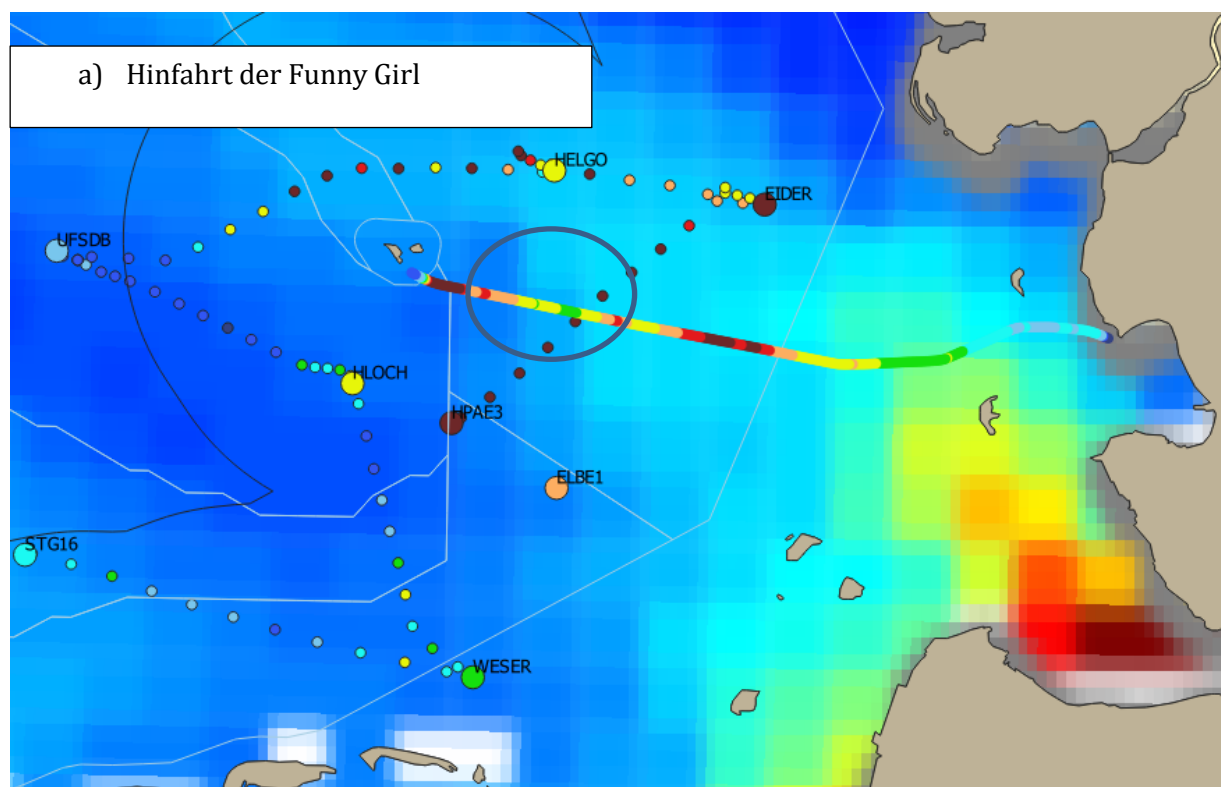 a) Hinfahrt der Funny Girl
HELGO
EIDER
UFSDB
HLOCH
HPAE3
ELBE1
STG16
WESER